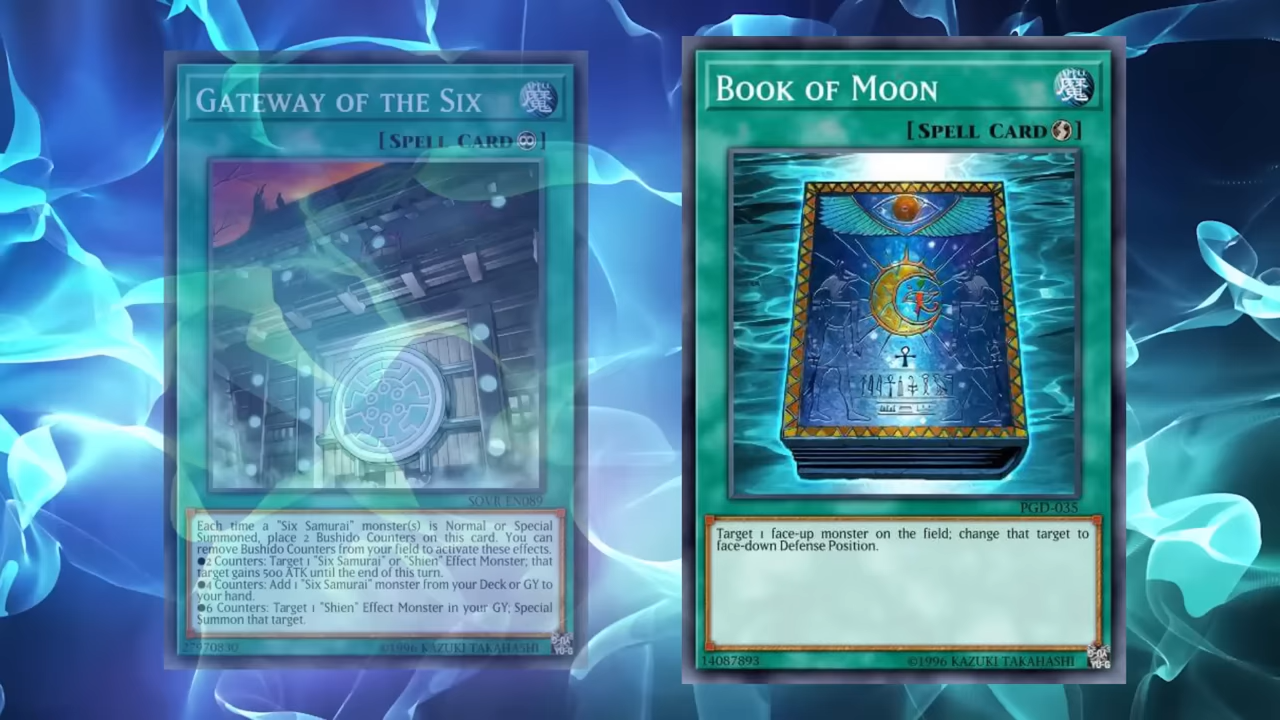 GATEWAY OF THE SIX
魔
[SPELL CARD]
SOVR-EN089
Each time a "Six Samurai" monster(s) is Normal or Special
Summoned, place 2 Bushido Counters on this card. You can
remove Bushido Counters from your field to activate these effects.
●2 Counters: Target 1 "Six Samurai" or "Shien" Effect Monster; that
target gains 500 ATK until the end of this turn.
●4 Counters: Add 1 "Six Samurai" monster from your Deck or GY to
your hand.
●6 Counters: Target 1 "Shien" Effect Monster in your GY; Special
Summon that target.
27970830
©1996 KAZUKI TAKAHASHI
BOOK OF MOON
魔
[SPELL CARD]
PGD-035
Target 1 face-up monster on the field; change that target to
face-down Defense Position.
14087893
©1996 KAZUKI TAKAHASHI